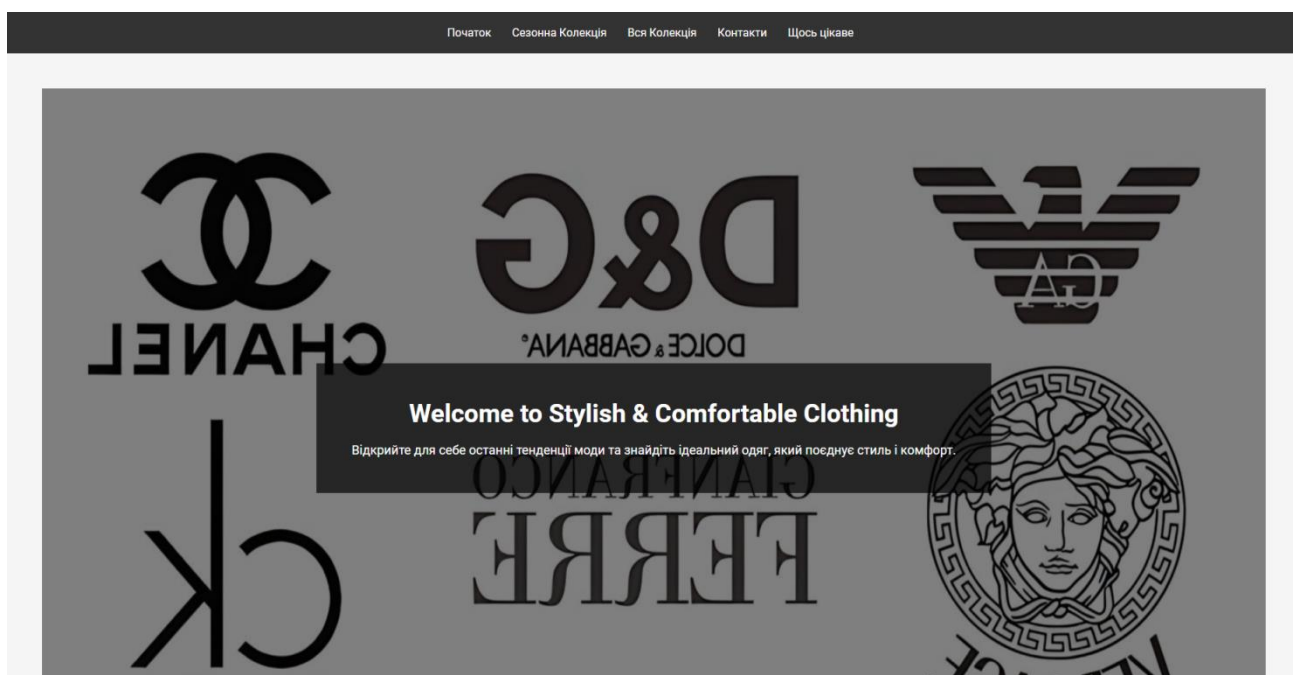 Початок Сезонна Колекція Вся Колекція Контакти Щось цікаве
CHANEL
D&G
DOLCE & GABBANA®
GA
Welcome to Stylish & Comfortable Clothing
Відкрийте для себе останні тенденції моди та знайдіть ідеальний одяг, який поєднує стиль і комфорт.
ck
GIANFRANCO
FERRE